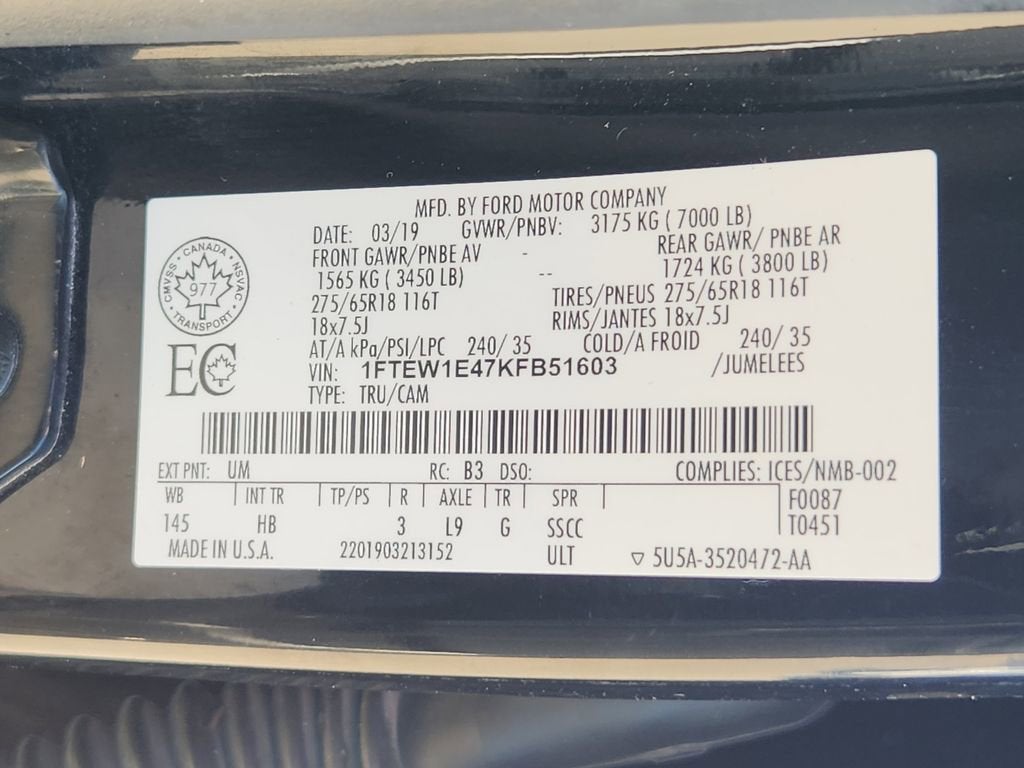 MFD. BY FORD MOTOR COMPANY
DATE: 03/19 GVWR/PNBV: 3175 KG ( 7000 LB)
FRONT GAWR/PNBE AV - REAR GAWR/ PNBE AR
1565 KG ( 3450 LB) -- 1724 KG ( 3800 LB)
275/65R18 116T TIRES/PNEUS 275/65R18 116T
18x7.5J RIMS/JANTES 18x7.5J
AT/A kPa/PSI/LPC 240/ 35 COLD/A FROID 240/ 35
VIN: 1FTEW1E47KFB51603 /JUMELEES
TYPE: TRU/CAM
CMVSS · CANADA · NSVAC · TRANSPORT ·
977
EC
EXT PNT: UM RC: B3 DSO: COMPLIES: ICES/NMB-002
WB INT TR TP/PS R AXLE TR SPR F0087
145 HB 3 L9 G SSCC T0451
MADE IN U.S.A. 2201903213152 ULT ▽ 5U5A-3520472-AA